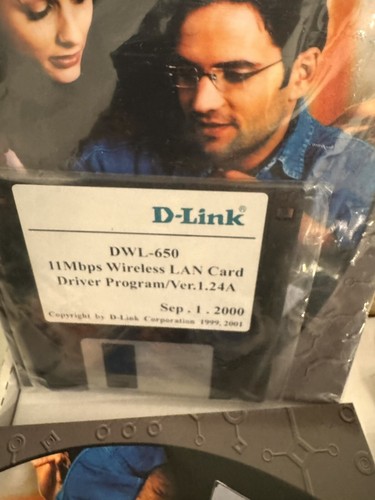 D-Link®
DWL-650
11Mbps Wireless LAN Card
Driver Program/Ver.1.24A
Sep . 1 . 2000
Copyright by D-Link Corporation 1999, 2001